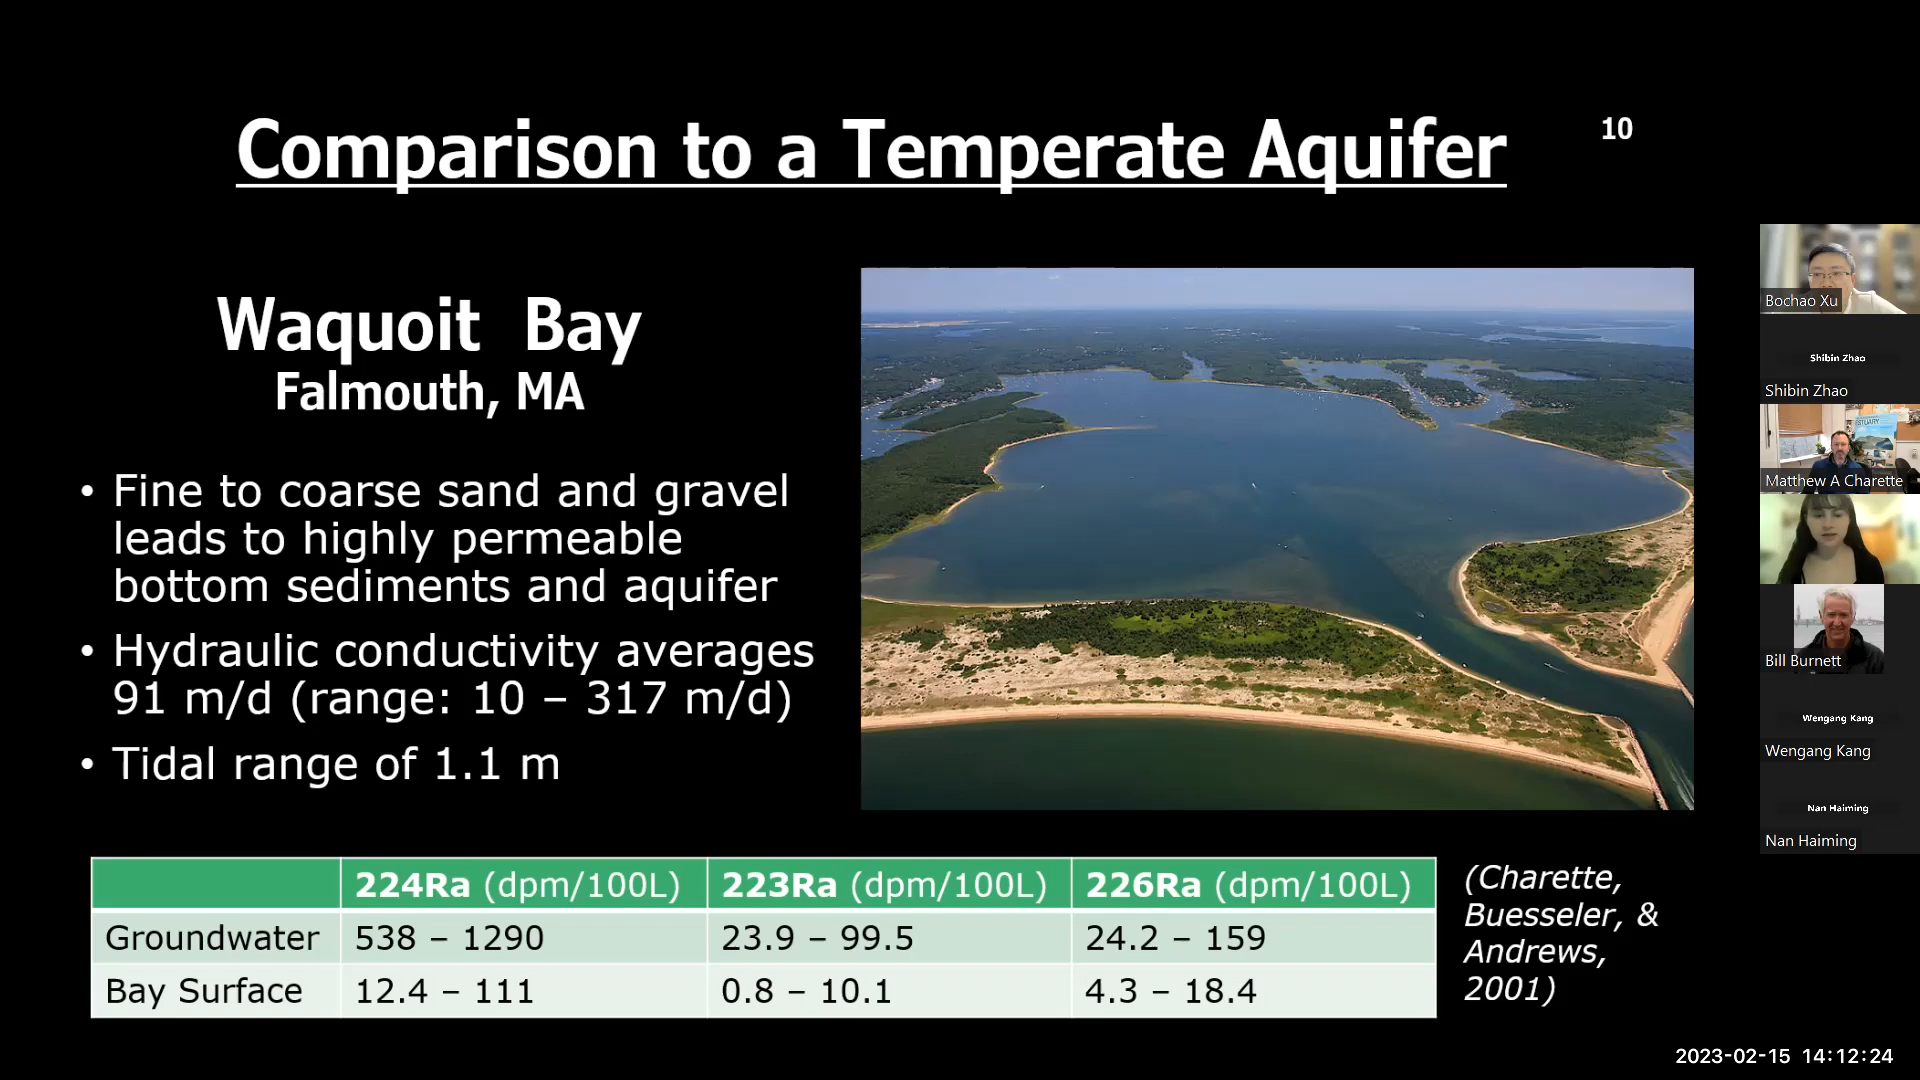 Comparison to a Temperate Aquifer
10
Waquoit Bay
Falmouth, MA
• Fine to coarse sand and gravel
leads to highly permeable
bottom sediments and aquifer
• Hydraulic conductivity averages
91 m/d (range: 10 – 317 m/d)
• Tidal range of 1.1 m
224Ra (dpm/100L) 223Ra (dpm/100L) 226Ra (dpm/100L)
Groundwater 538 – 1290 23.9 – 99.5 24.2 – 159
Bay Surface 12.4 – 111 0.8 – 10.1 4.3 – 18.4
(Charette,
Buesseler, &
Andrews,
2001)
Bochao Xu
Shibin Zhao
Shibin Zhao
ESTUARY
Matthew A Charette
Bill Burnett
Wengang Kang
Wengang Kang
Nan Haiming
Nan Haiming
2023-02-15 14:12:24